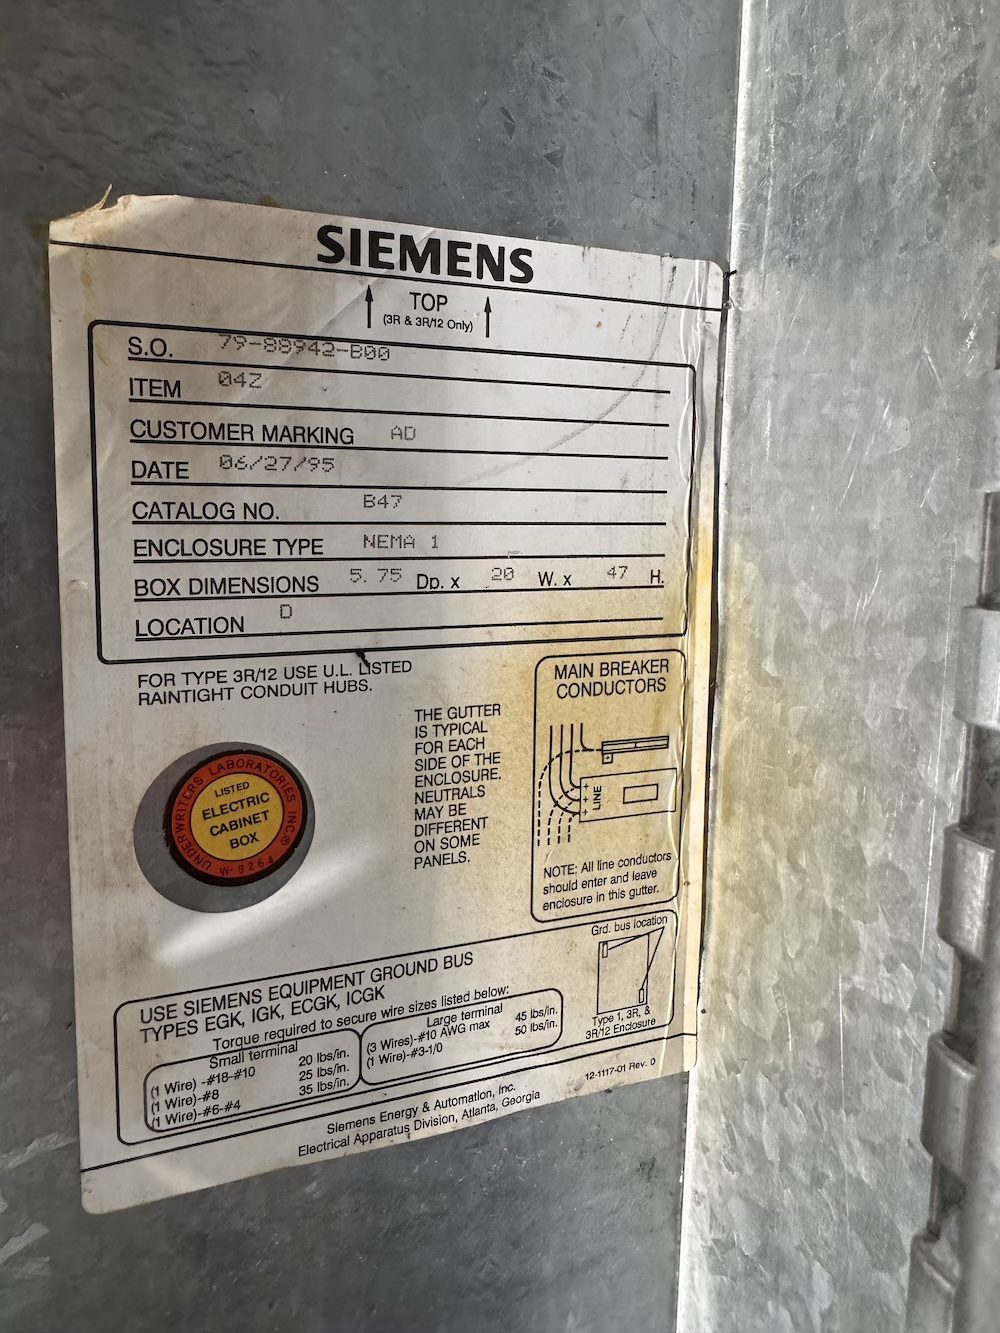 SIEMENS
TOP
(3R & 3R/12 Only)
S.O. 79-88942-B00
ITEM 04Z
CUSTOMER MARKING AD
DATE 06/27/95
CATALOG NO. B47
ENCLOSURE TYPE NEMA 1
BOX DIMENSIONS 5.75 Dp. x 20 W. x 47 H.
LOCATION D
FOR TYPE 3R/12 USE U.L. LISTED
RAINTIGHT CONDUIT HUBS.
THE GUTTER
IS TYPICAL
FOR EACH
SIDE OF THE
ENCLOSURE.
NEUTRALS
MAY BE
DIFFERENT
ON SOME
PANELS.
MAIN BREAKER
CONDUCTORS
LINE
NOTE: All line conductors
should enter and leave
enclosure in this gutter.
UNDERWRITERS LABORATORIES INC.®
LISTED
ELECTRIC
CABINET
BOX
W-9264
USE SIEMENS EQUIPMENT GROUND BUS
TYPES EGK, IGK, ECGK, ICGK
Torque required to secure wire sizes listed below:
Small terminal
(1 Wire) -#18-#10 20 lbs/in.
(1 Wire)-#8 25 lbs/in.
(1 Wire)-#6-#4 35 lbs/in.
Large terminal
(3 Wires)-#10 AWG max 45 lbs/in.
(1 Wire)-#3-1/0 50 lbs/in.
Grd. bus location
Type 1, 3R, &
3R/12 Enclosure
12-1117-01 Rev. 0
Siemens Energy & Automation, Inc.
Electrical Apparatus Division, Atlanta, Georgia